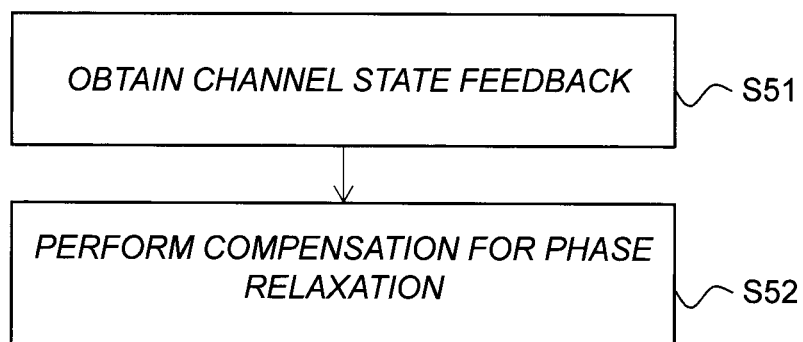 OBTAIN CHANNEL STATE FEEDBACK
S51
PERFORM COMPENSATION FOR PHASE
RELAXATION
S52